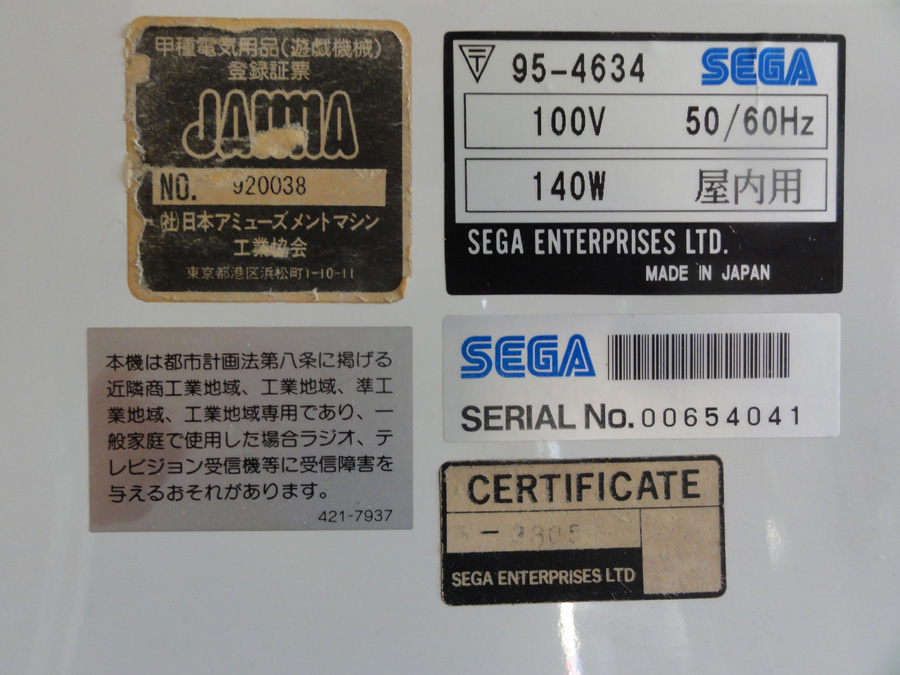 甲種電気用品(遊戯機械)
登録証票
JAMMA
NO. 920038
(社)日本アミューズメントマシン
工業協会
東京都港区浜松町1-10-11
〒 95-4634 SEGA
100V 50/60Hz
140W 屋内用
SEGA ENTERPRISES LTD.
MADE IN JAPAN
本機は都市計画法第八条に掲げる
近隣商工業地域、工業地域、準工
業地域、工業地域専用であり、一
般家庭で使用した場合ラジオ、テ
レビジョン受信機等に受信障害を
与えるおそれがあります。
421-7937
SEGA
SERIAL No. 00654041
CERTIFICATE
SEGA ENTERPRISES LTD